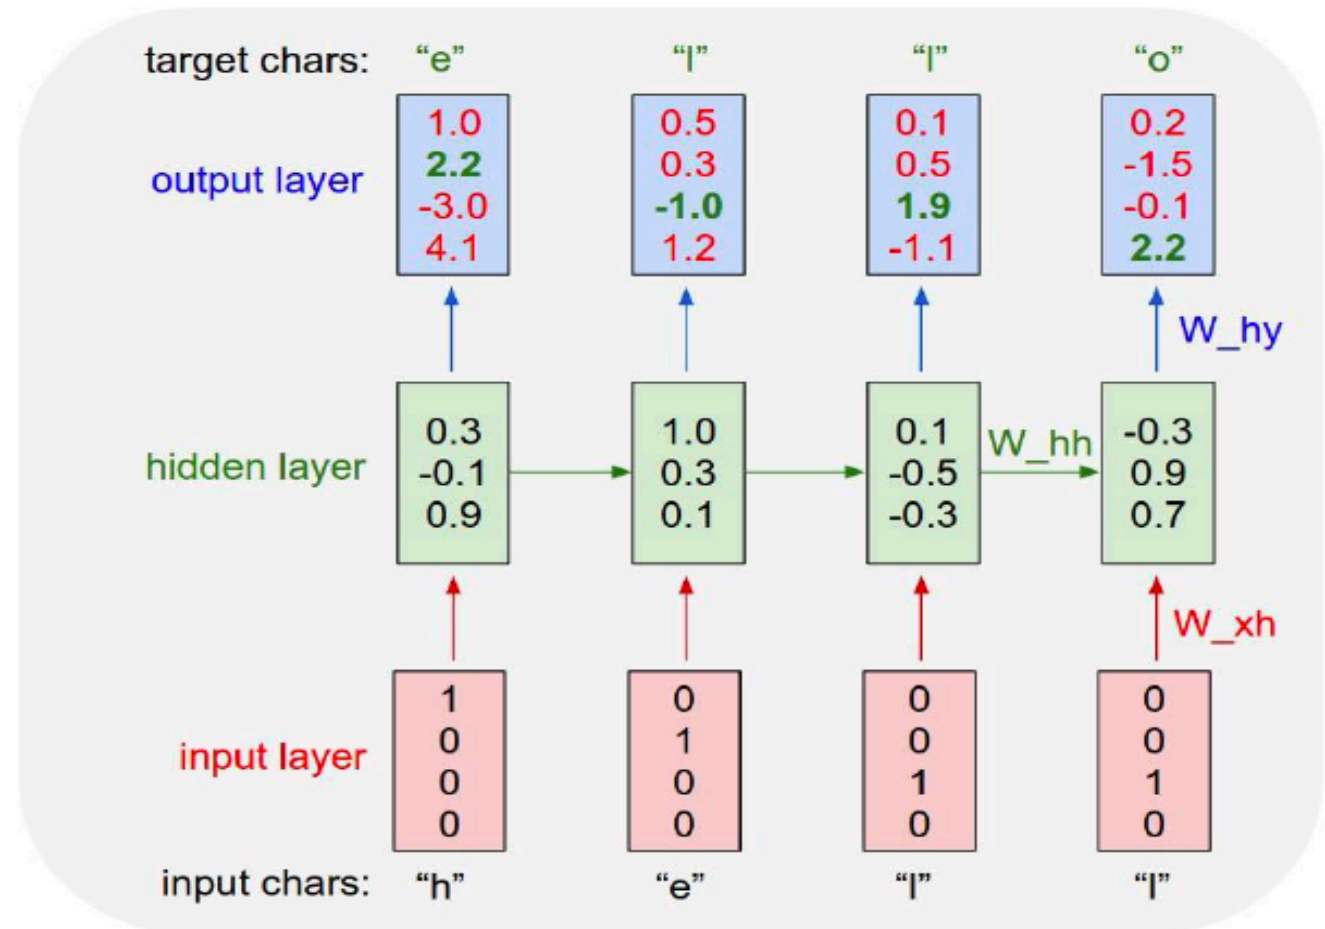 target chars: “e” “l” “l” “o”
1.0 0.5 0.1 0.2
2.2 0.3 0.5 -1.5
output layer
-3.0 -1.0 1.9 -0.1
4.1 1.2 -1.1 2.2
W_hy
0.3 1.0 0.1 -0.3
W_hh
hidden layer -0.1 0.3 -0.5 0.9
0.9 0.1 -0.3 0.7
W_xh
1 0 0 0
0 1 0 0
input layer
0 0 1 1
0 0 0 0
input chars: “h” “e” “l” “l”